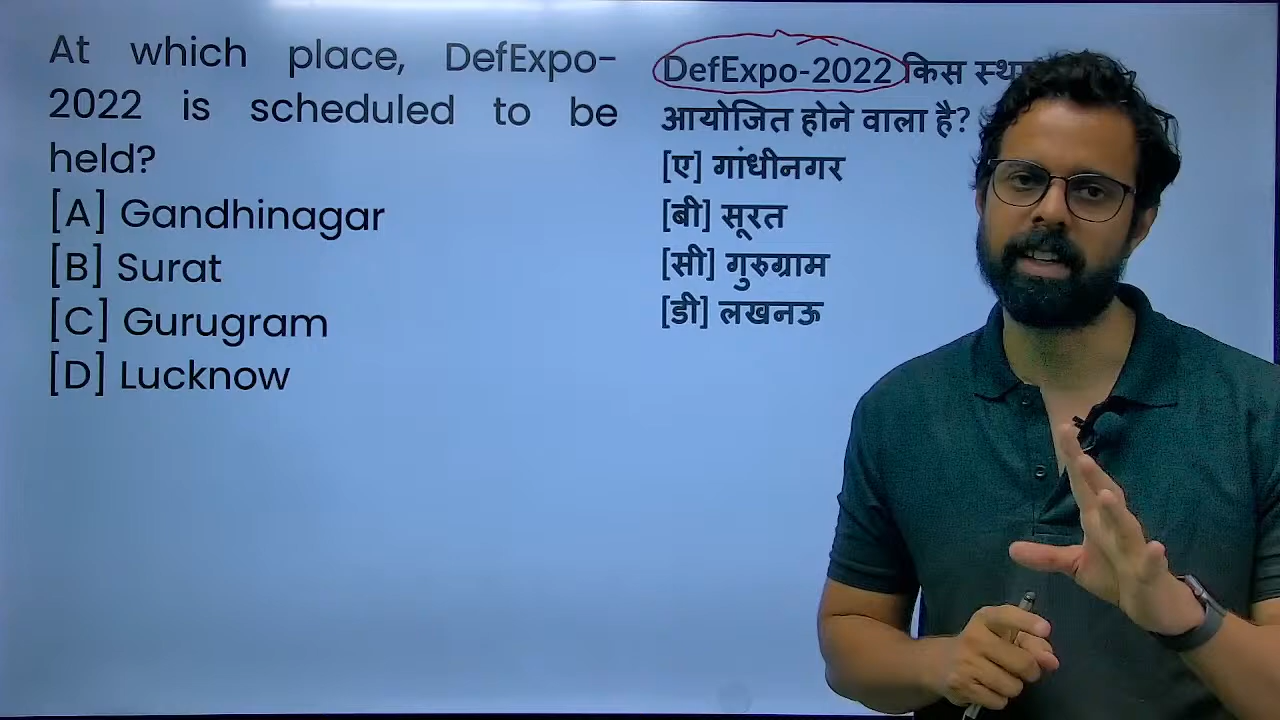 At which place, DefExpo-
2022 is scheduled to be
held?
[A] Gandhinagar
[B] Surat
[C] Gurugram
[D] Lucknow
DefExpo-2022 किस
आयोजित होने वाला है?
[ए] गांधीनगर
[बी] सूरत
[सी] गुरुग्राम
[डी] लखनऊ